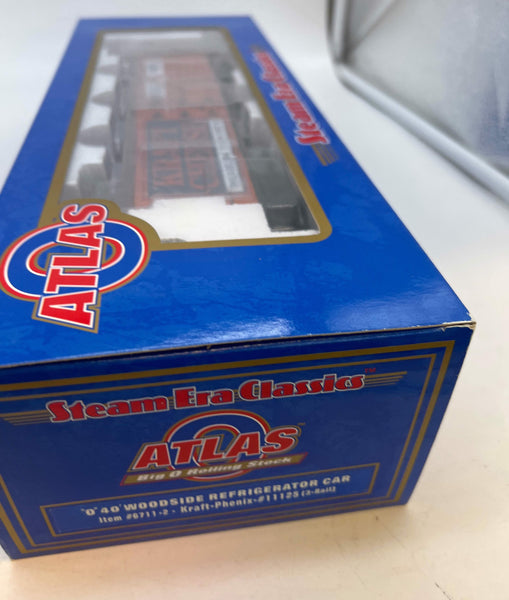 Steam Era Classics
ATLAS
Steam Era Classics™
ATLAS
Big O Rolling Stock
"O" 40' WOODSIDE REFRIGERATOR CAR
Item #6711-2 • Kraft-Phenix-#11125 (3-Rail)